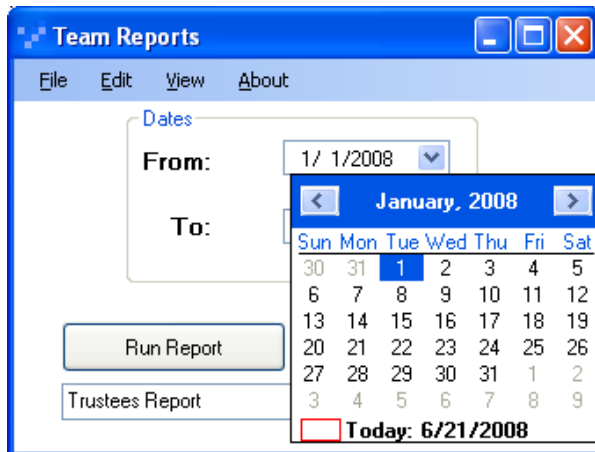 Team Reports
File Edit View About
Dates
From: 1/ 1/2008
January, 2008
To:
Sun Mon Tue Wed Thu Fri Sat
30 31 1 2 3 4 5
6 7 8 9 10 11 12
13 14 15 16 17 18 19
20 21 22 23 24 25 26
27 28 29 30 31 1 2
3 4 5 6 7 8 9
Today: 6/21/2008
Run Report
Trustees Report